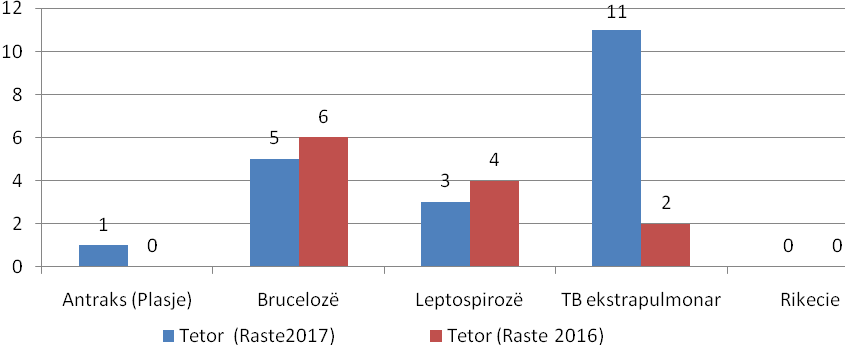 12
10
8
6
4
2
0
1
0
5
6
3
4
11
2
0
0
Antraks (Plasje)
Brucelozë
Leptospirozë
TB ekstrapulmonar
Rikecie
Tetor (Raste2017)
Tetor (Raste 2016)